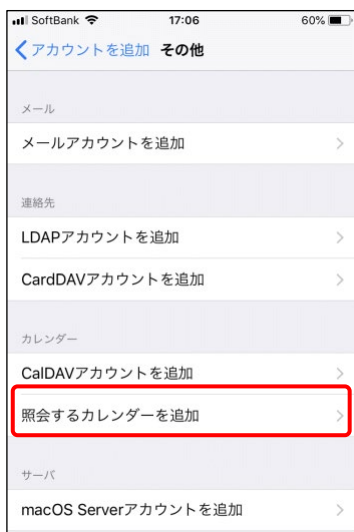 SoftBank 17:06 60%
アカウントを追加 その他
メール
メールアカウントを追加
連絡先
LDAPアカウントを追加
CardDAVアカウントを追加
カレンダー
CalDAVアカウントを追加
照会するカレンダーを追加
サーバ
macOS Serverアカウントを追加